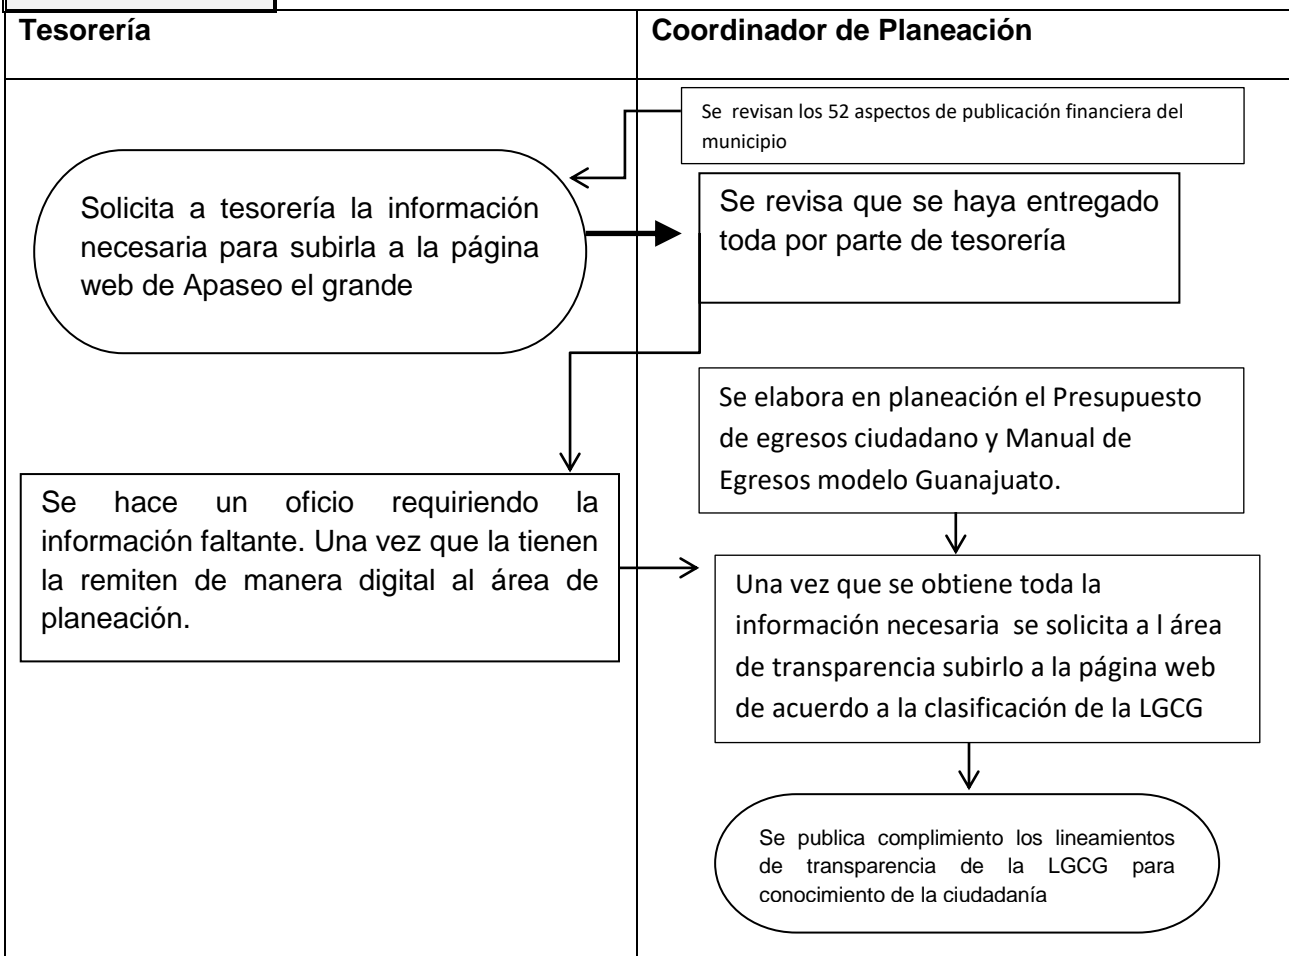 Tesorería
Coordinador de Planeación
Se revisan los 52 aspectos de publicación financiera del
municipio
Solicita a tesorería la información
necesaria para subirla a la página
web de Apaseo el grande
Se revisa que se haya entregado
toda por parte de tesorería
Se elabora en planeación el Presupuesto
de egresos ciudadano y Manual de
Egresos modelo Guanajuato.
Se hace un oficio requiriendo la
información faltante. Una vez que la tienen
la remiten de manera digital al área de
planeación.
Una vez que se obtiene toda la
información necesaria se solicita a l área
de transparencia subirlo a la página web
de acuerdo a la clasificación de la LGCG
Se publica complimiento los lineamientos
de transparencia de la LGCG para
conocimiento de la ciudadanía